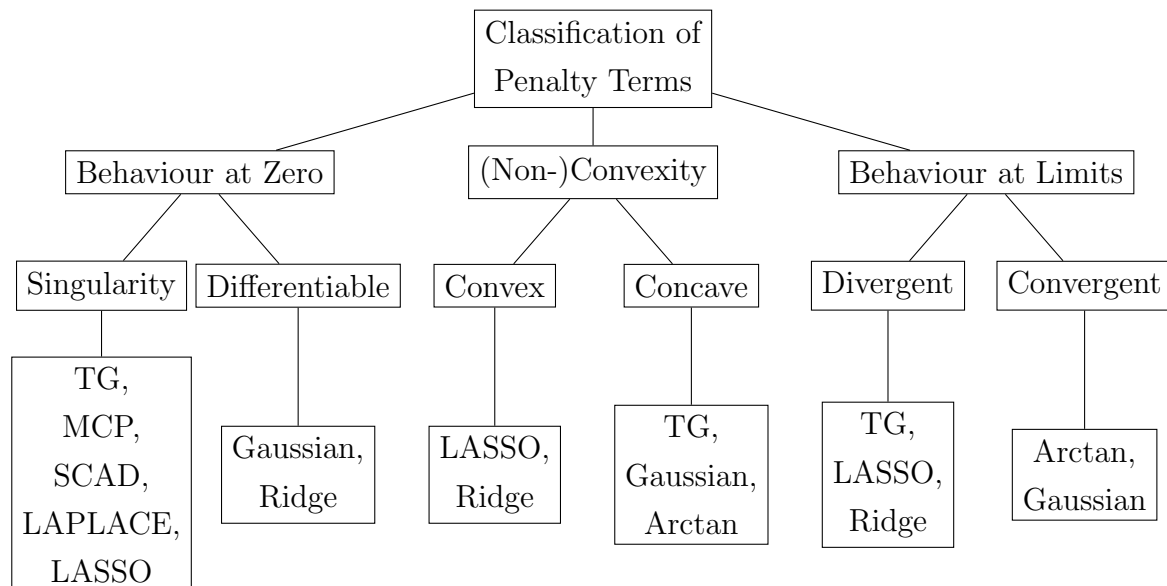 Classification of
Penalty Terms
Behaviour at Zero
(Non-)Convexity
Behaviour at Limits
Singularity
Differentiable
Convex
Concave
Divergent
Convergent
TG,
MCP,
SCAD,
LAPLACE,
LASSO
Gaussian,
Ridge
LASSO,
Ridge
TG,
Gaussian,
Arctan
TG,
LASSO,
Ridge
Arctan,
Gaussian